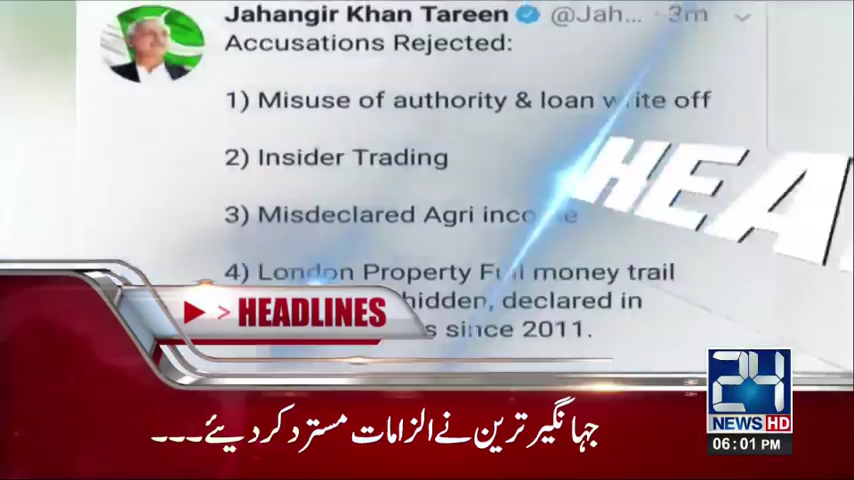 Jahangir Khan Tareen @Jah... · 3m
Accusations Rejected:
1) Misuse of authority & loan write off
2) Insider Trading
3) Misdeclared Agri income
4) London Property Full money trail
hidden, declared in
s since 2011.
HEA
HEADLINES
جہانگیر ترین نے الزامات مسترد کر دیئے۔۔۔
24
NEWS HD
06:01 PM